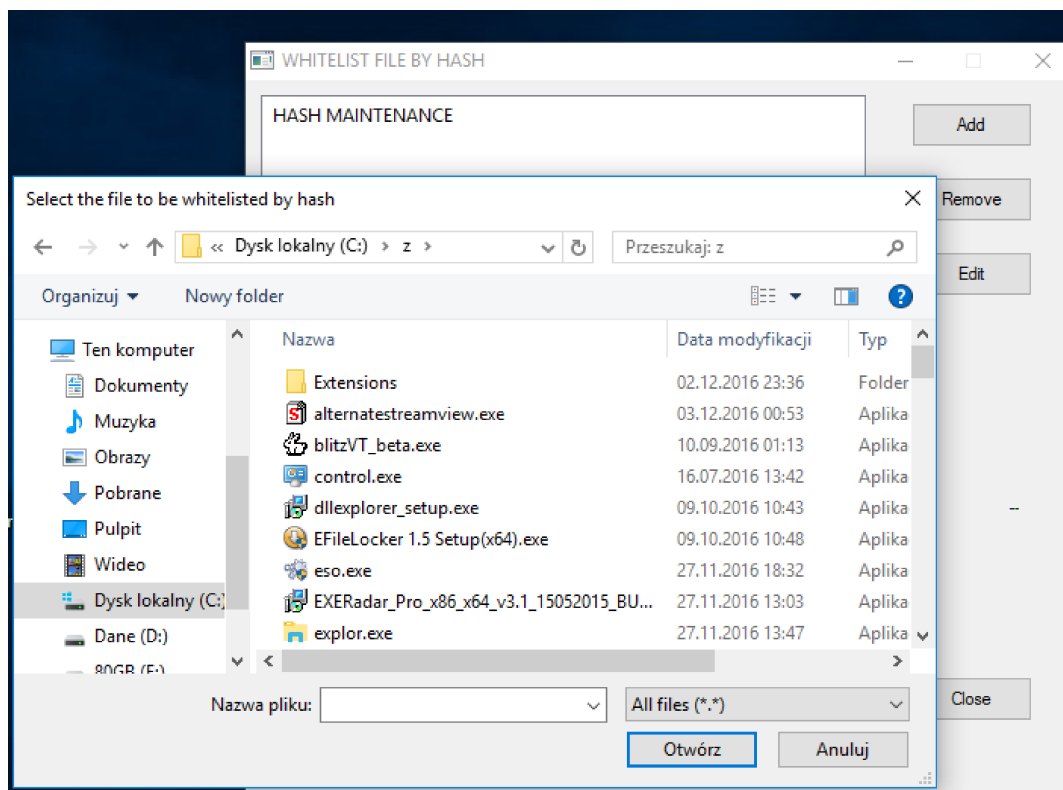 WHITELIST FILE BY HASH
HASH MAINTENANCE
Add
Remove
Edit
Close
Select the file to be whitelisted by hash
« Dysk lokalny (C:) > z >
Przeszukaj: z
Organizuj
Nowy folder
Ten komputer
Dokumenty
Muzyka
Obrazy
Pobrane
Pulpit
Wideo
Dysk lokalny (C:)
Dane (D:)
80GB (E:)
Nazwa Data modyfikacji Typ
Extensions 02.12.2016 23:36 Folder
alternatestreamview.exe 03.12.2016 00:53 Aplika
blitzVT_beta.exe 10.09.2016 01:13 Aplika
control.exe 16.07.2016 13:42 Aplika
dllexplorer_setup.exe 09.10.2016 10:43 Aplika
EFileLocker 1.5 Setup(x64).exe 09.10.2016 10:48 Aplika
eso.exe 27.11.2016 18:32 Aplika
EXERadar_Pro_x86_x64_v3.1_15052015_BU... 27.11.2016 13:03 Aplika
explor.exe 27.11.2016 13:47 Aplika
Nazwa pliku:
All files (*.*)
Otwórz
Anuluj